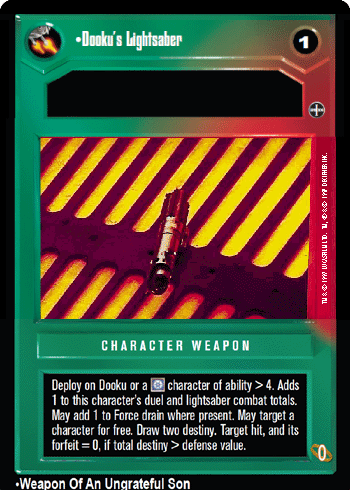 •Dooku's Lightsaber
1
CHARACTER WEAPON
Deploy on Dooku or a character of ability > 4. Adds
1 to this character's duel and lightsaber combat totals.
May add 1 to Force drain where present. May target a
character for free. Draw two destiny. Target hit, and its
forfeit = 0, if total destiny > defense value.
0
•Weapon Of An Ungrateful Son